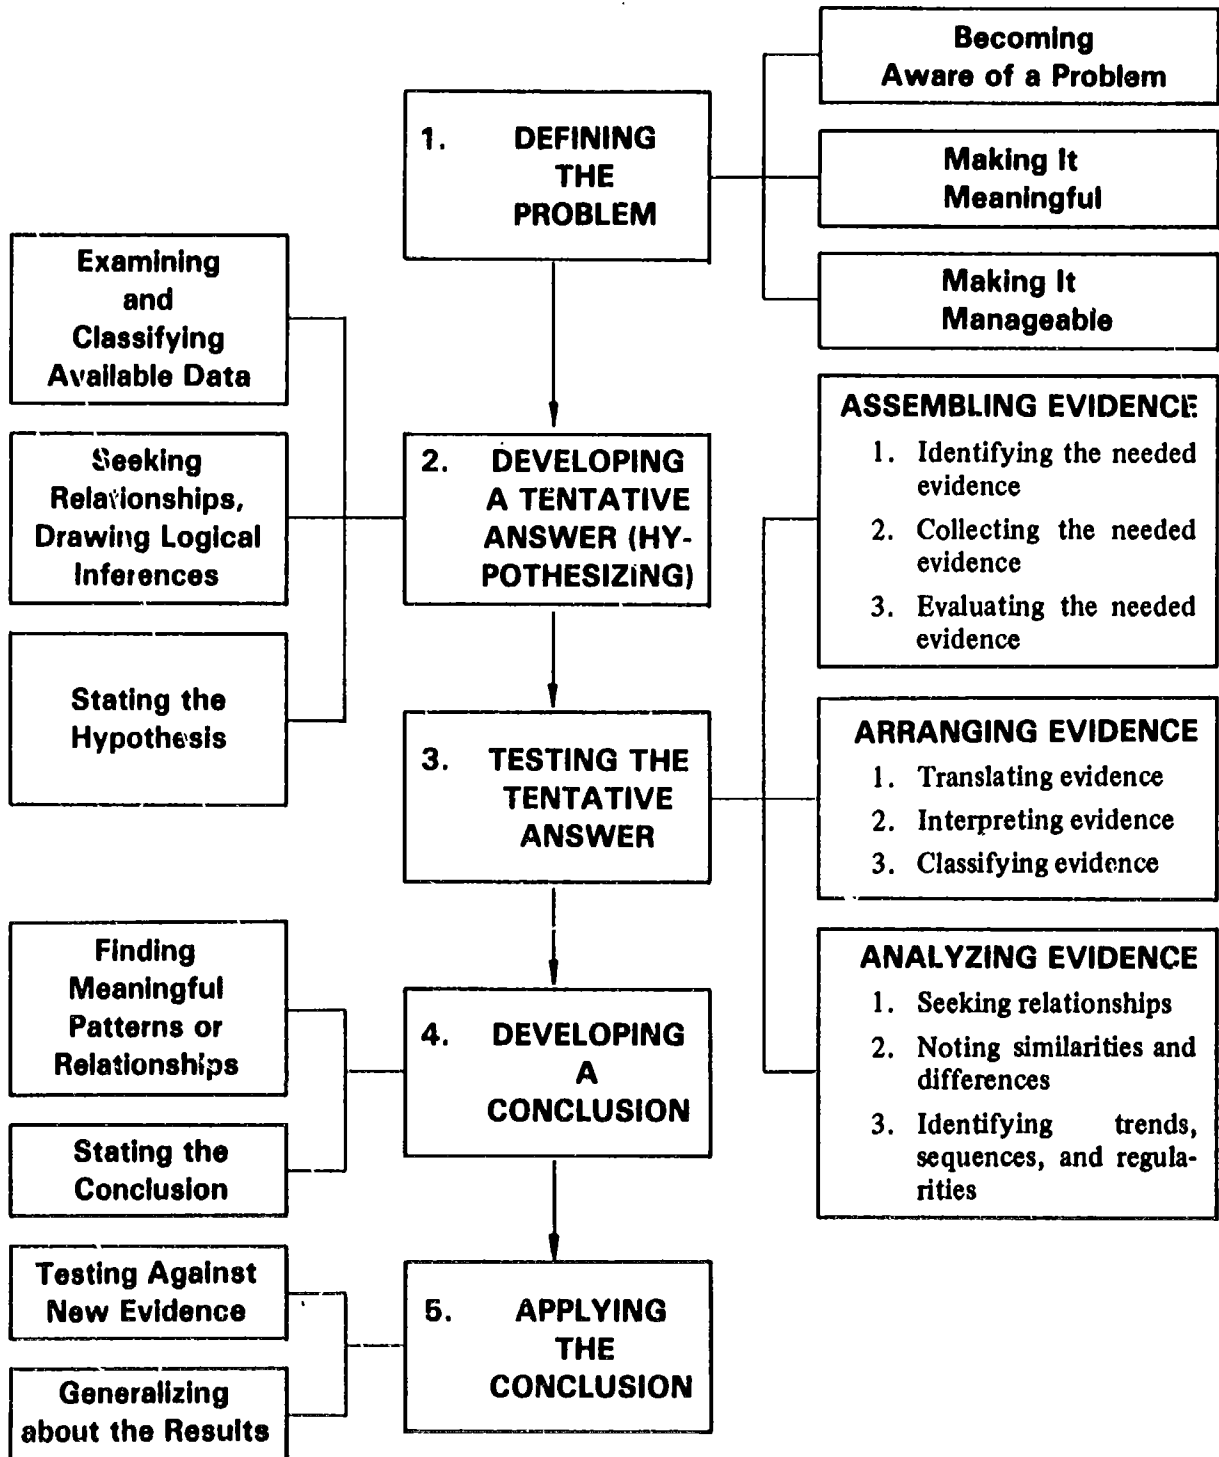 Becoming
Aware of a Problem
1. DEFINING
THE
PROBLEM
Making It
Meaningful
Making It
Manageable
Examining
and
Classifying
Available Data
Seeking
Relationships,
Drawing Logical
Inferences
Stating the
Hypothesis
2. DEVELOPING
A TENTATIVE
ANSWER (HY-
POTHESIZING)
ASSEMBLING EVIDENCE
1. Identifying the needed
evidence
2. Collecting the needed
evidence
3. Evaluating the needed
evidence
3. TESTING THE
TENTATIVE
ANSWER
ARRANGING EVIDENCE
1. Translating evidence
2. Interpreting evidence
3. Classifying evidence
ANALYZING EVIDENCE
1. Seeking relationships
2. Noting similarities and
differences
3. Identifying trends,
sequences, and regula-
rities
Finding
Meaningful
Patterns or
Relationships
Stating the
Conclusion
4. DEVELOPING
A
CONCLUSION
Testing Against
New Evidence
Generalizing
about the Results
5. APPLYING
THE
CONCLUSION